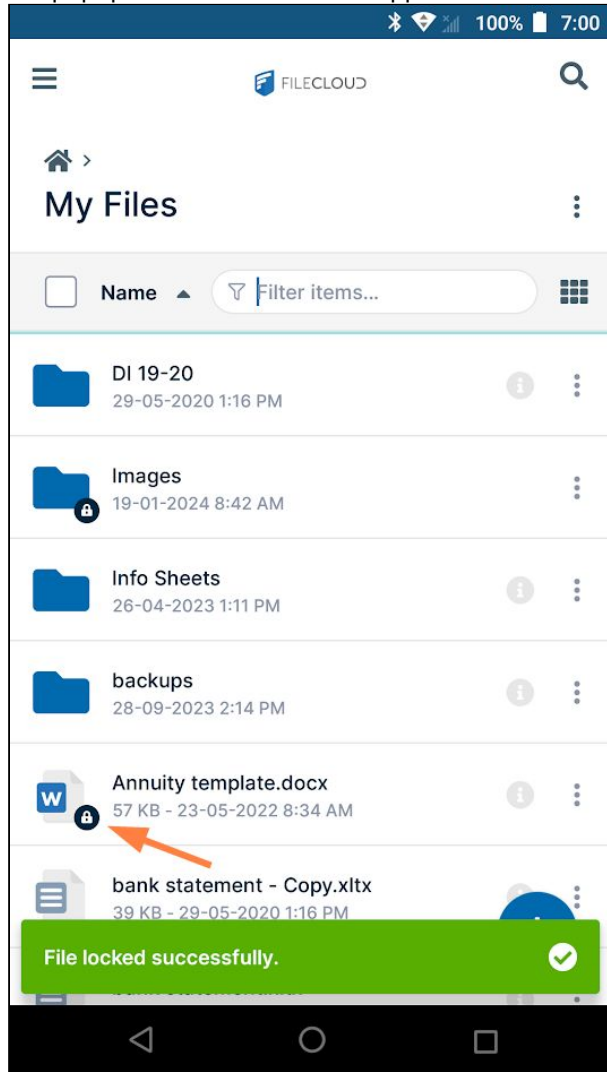 100% 7:00
FILECLOUD
My Files
Name Filter items...
DI 19-20
29-05-2020 1:16 PM
Images
19-01-2024 8:42 AM
Info Sheets
26-04-2023 1:11 PM
backups
28-09-2023 2:14 PM
W
Annuity template.docx
57 KB - 23-05-2022 8:34 AM
bank statement - Copy.xltx
39 KB - 29-05-2020 1:16 PM
File locked successfully.